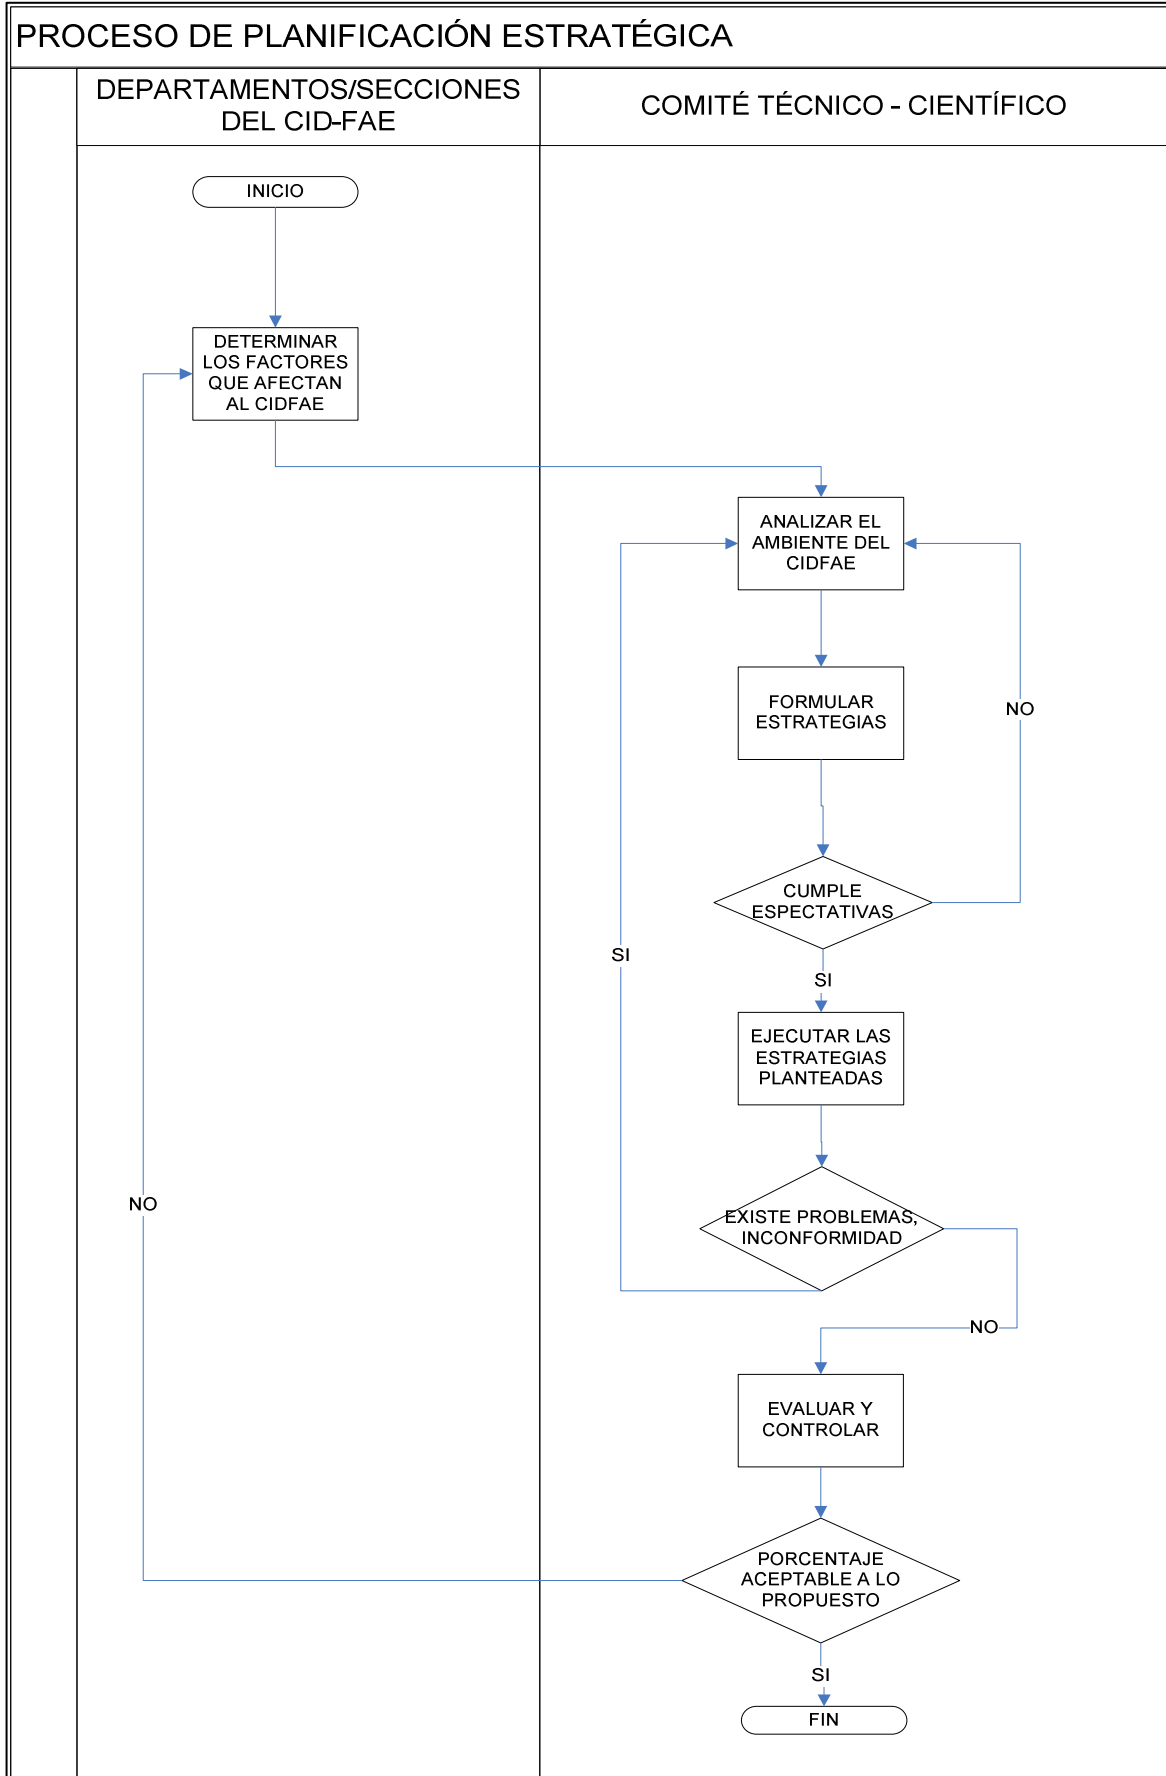 PROCESO DE PLANIFICACIÓN ESTRATÉGICA
DEPARTAMENTOS/SECCIONES
DEL CID-FAE
COMITÉ TÉCNICO - CIENTÍFICO
INICIO
DETERMINAR
LOS FACTORES
QUE AFECTAN
AL CIDFAE
ANALIZAR EL
AMBIENTE DEL
CIDFAE
FORMULAR
ESTRATEGIAS
NO
CUMPLE
ESPECTATIVAS
SI
SI
EJECUTAR LAS
ESTRATEGIAS
PLANTEADAS
NO
EXISTE PROBLEMAS,
INCONFORMIDAD
NO
EVALUAR Y
CONTROLAR
PORCENTAJE
ACEPTABLE A LO
PROPUESTO
SI
FIN